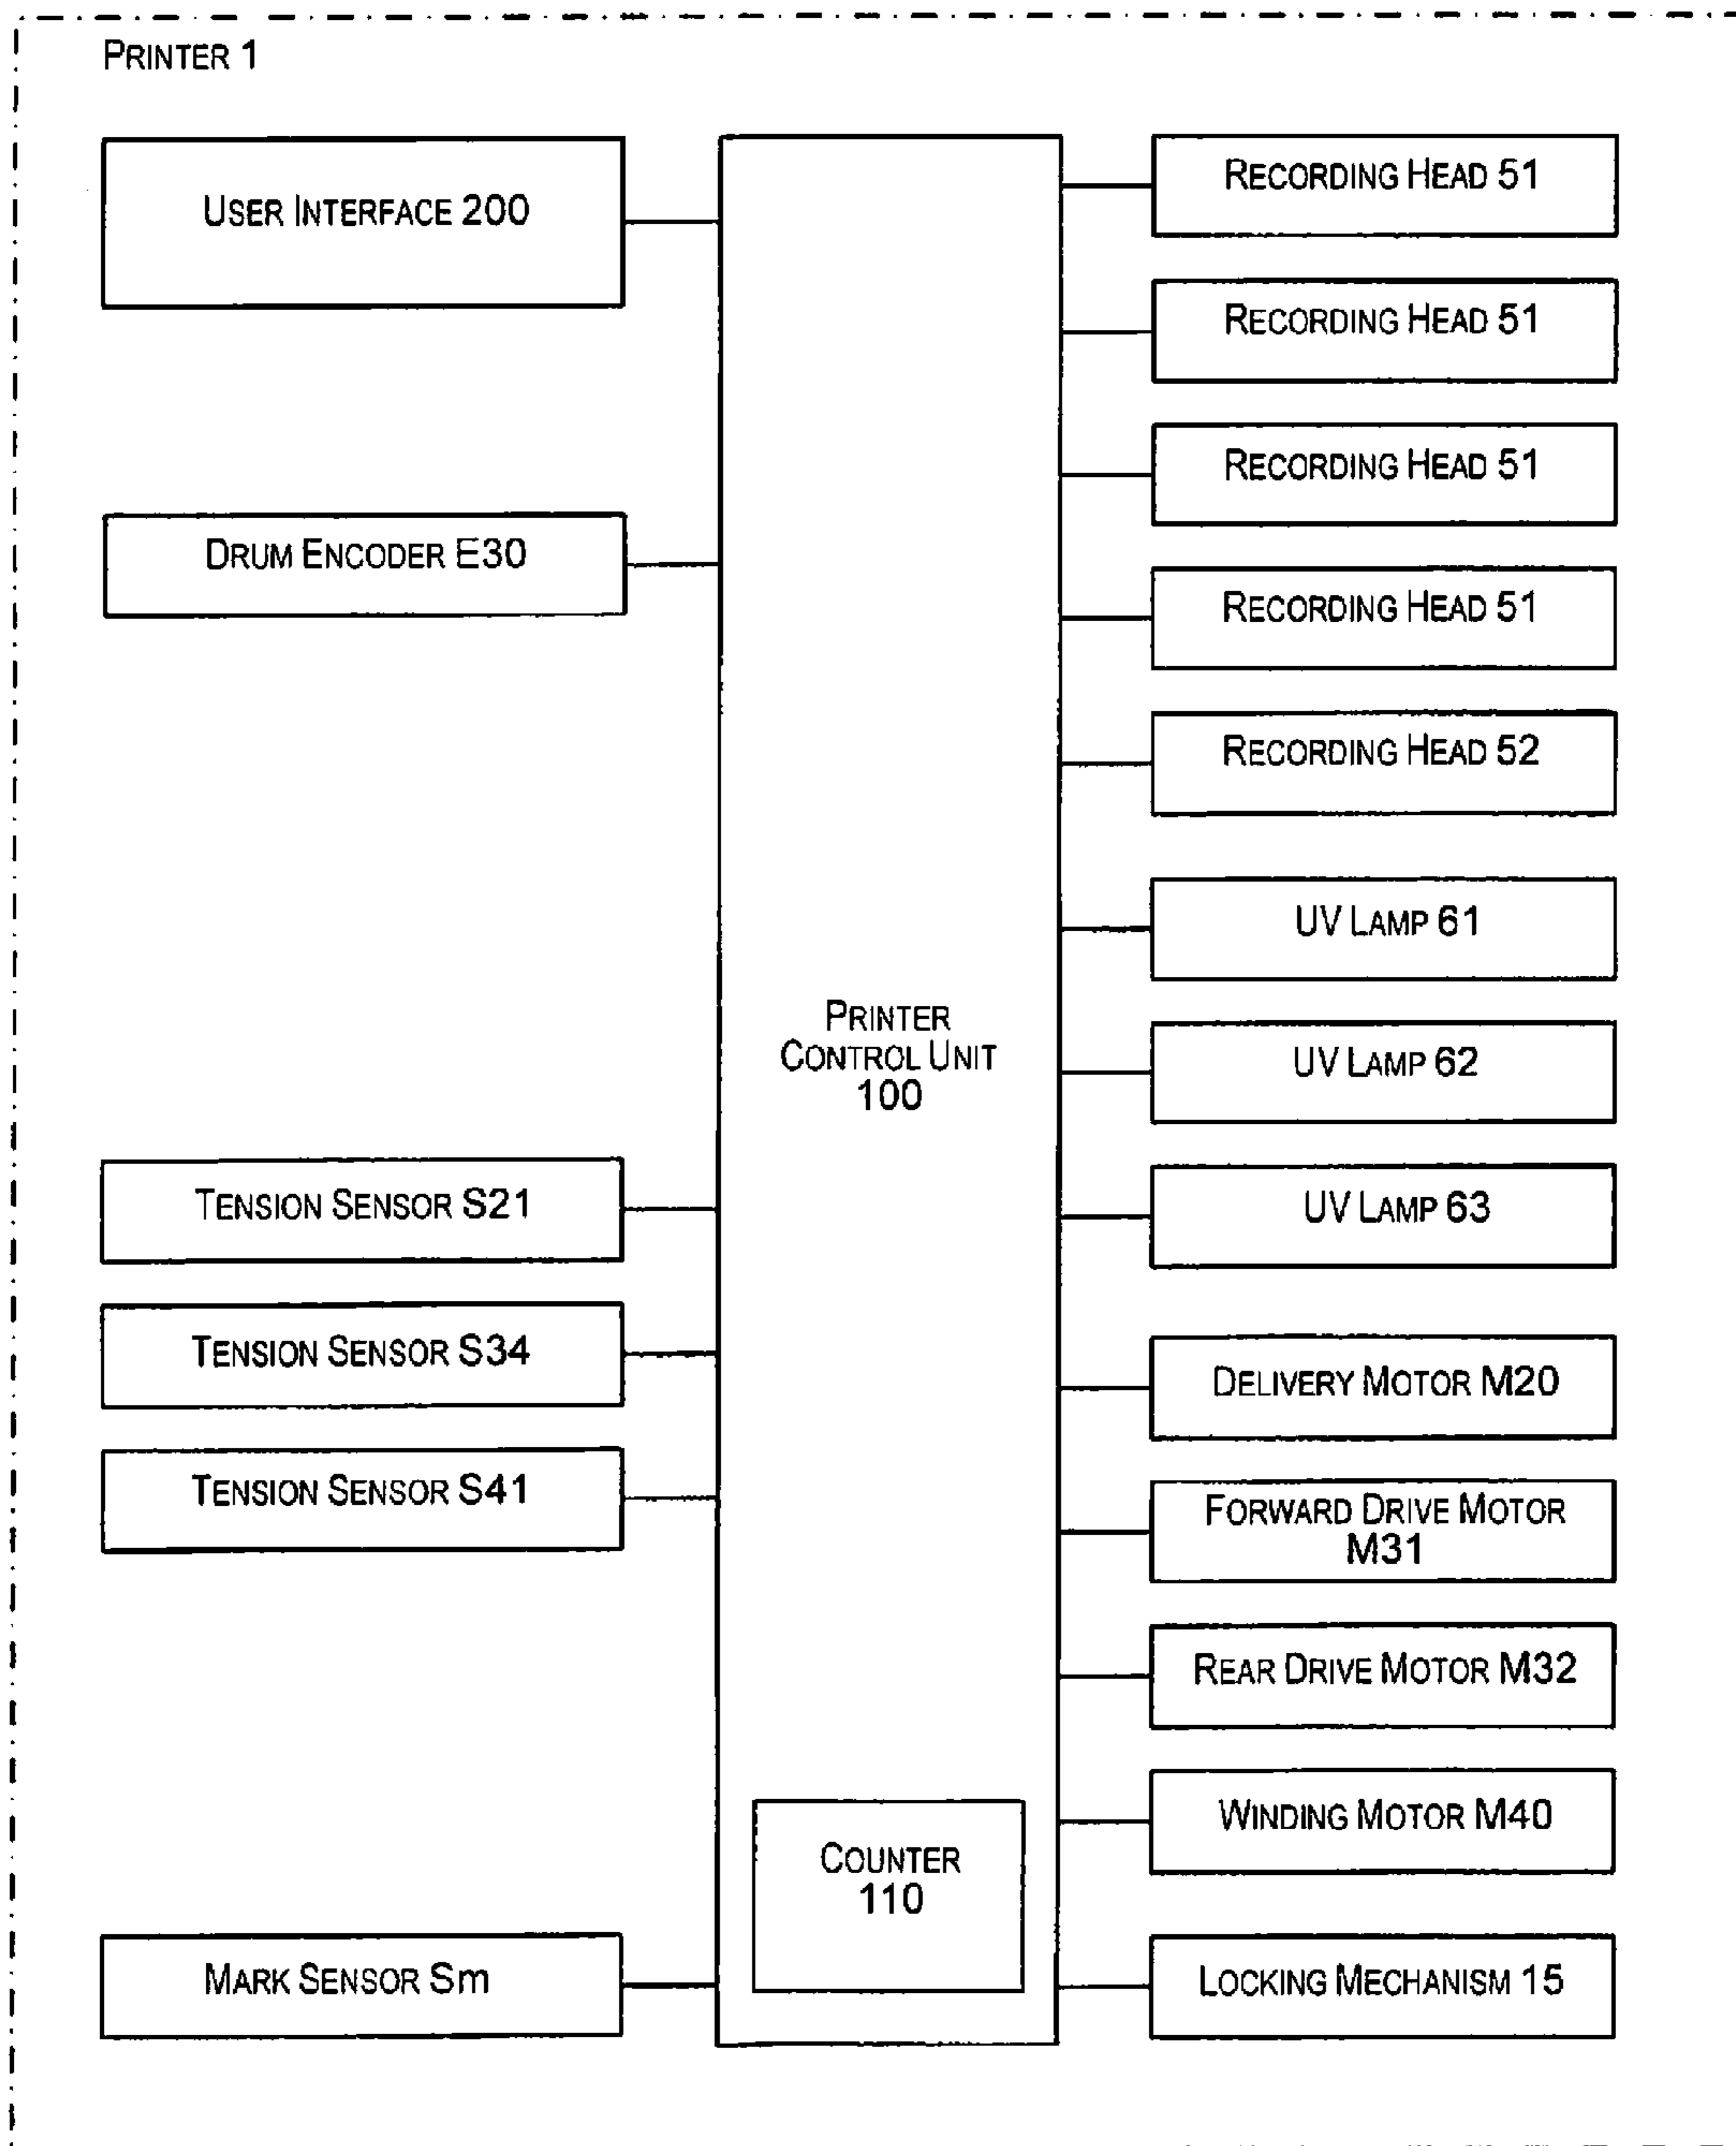 PRINTER 1
USER INTERFACE 200
DRUM ENCODER E30
TENSION SENSOR S21
TENSION SENSOR S34
TENSION SENSOR S41
MARK SENSOR Sm
PRINTER
CONTROL UNIT
100
COUNTER
110
RECORDING HEAD 51
RECORDING HEAD 51
RECORDING HEAD 51
RECORDING HEAD 51
RECORDING HEAD 52
UV LAMP 61
UV LAMP 62
UV LAMP 63
DELIVERY MOTOR M20
FORWARD DRIVE MOTOR
M31
REAR DRIVE MOTOR M32
WINDING MOTOR M40
LOCKING MECHANISM 15